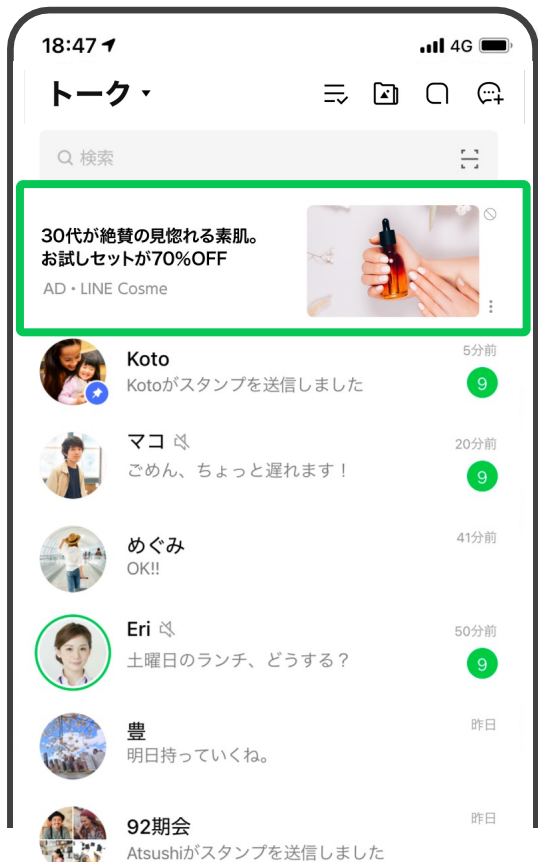 18:47
4G
トーク
検索
30代が絶賛の見惚れる素肌。
お試しセットが70%OFF
AD・LINE Cosme
Koto
5分前
Kotoがスタンプを送信しました
9
マコ
20分前
ごめん、ちょっと遅れます！
9
めぐみ
41分前
OK!!
Eri
50分前
土曜日のランチ、どうする？
9
豊
昨日
明日持っていくね。
92期会
昨日
Atsushiがスタンプを送信しました